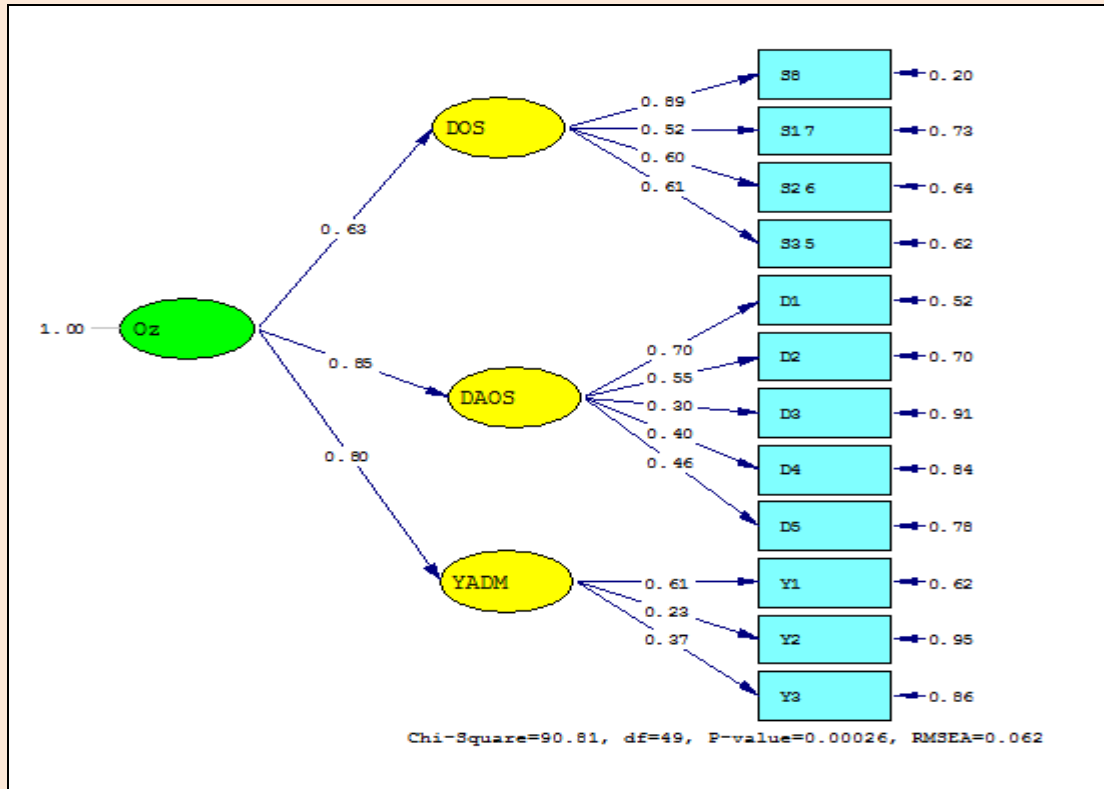 S8
0.20
0.89
DOS
0.52
S17
0.73
0.60
S26
0.64
0.61
S35
0.62
0.63
1.00
Oz
D1
0.52
0.70
0.85
D2
0.70
0.55
DAOS
0.30
D3
0.91
0.40
0.80
D4
0.84
0.46
D5
0.78
YADM
0.61
Y1
0.62
0.23
Y2
0.95
0.37
Y3
0.86
Chi-Square=90.81, df=49, P-value=0.00026, RMSEA=0.062